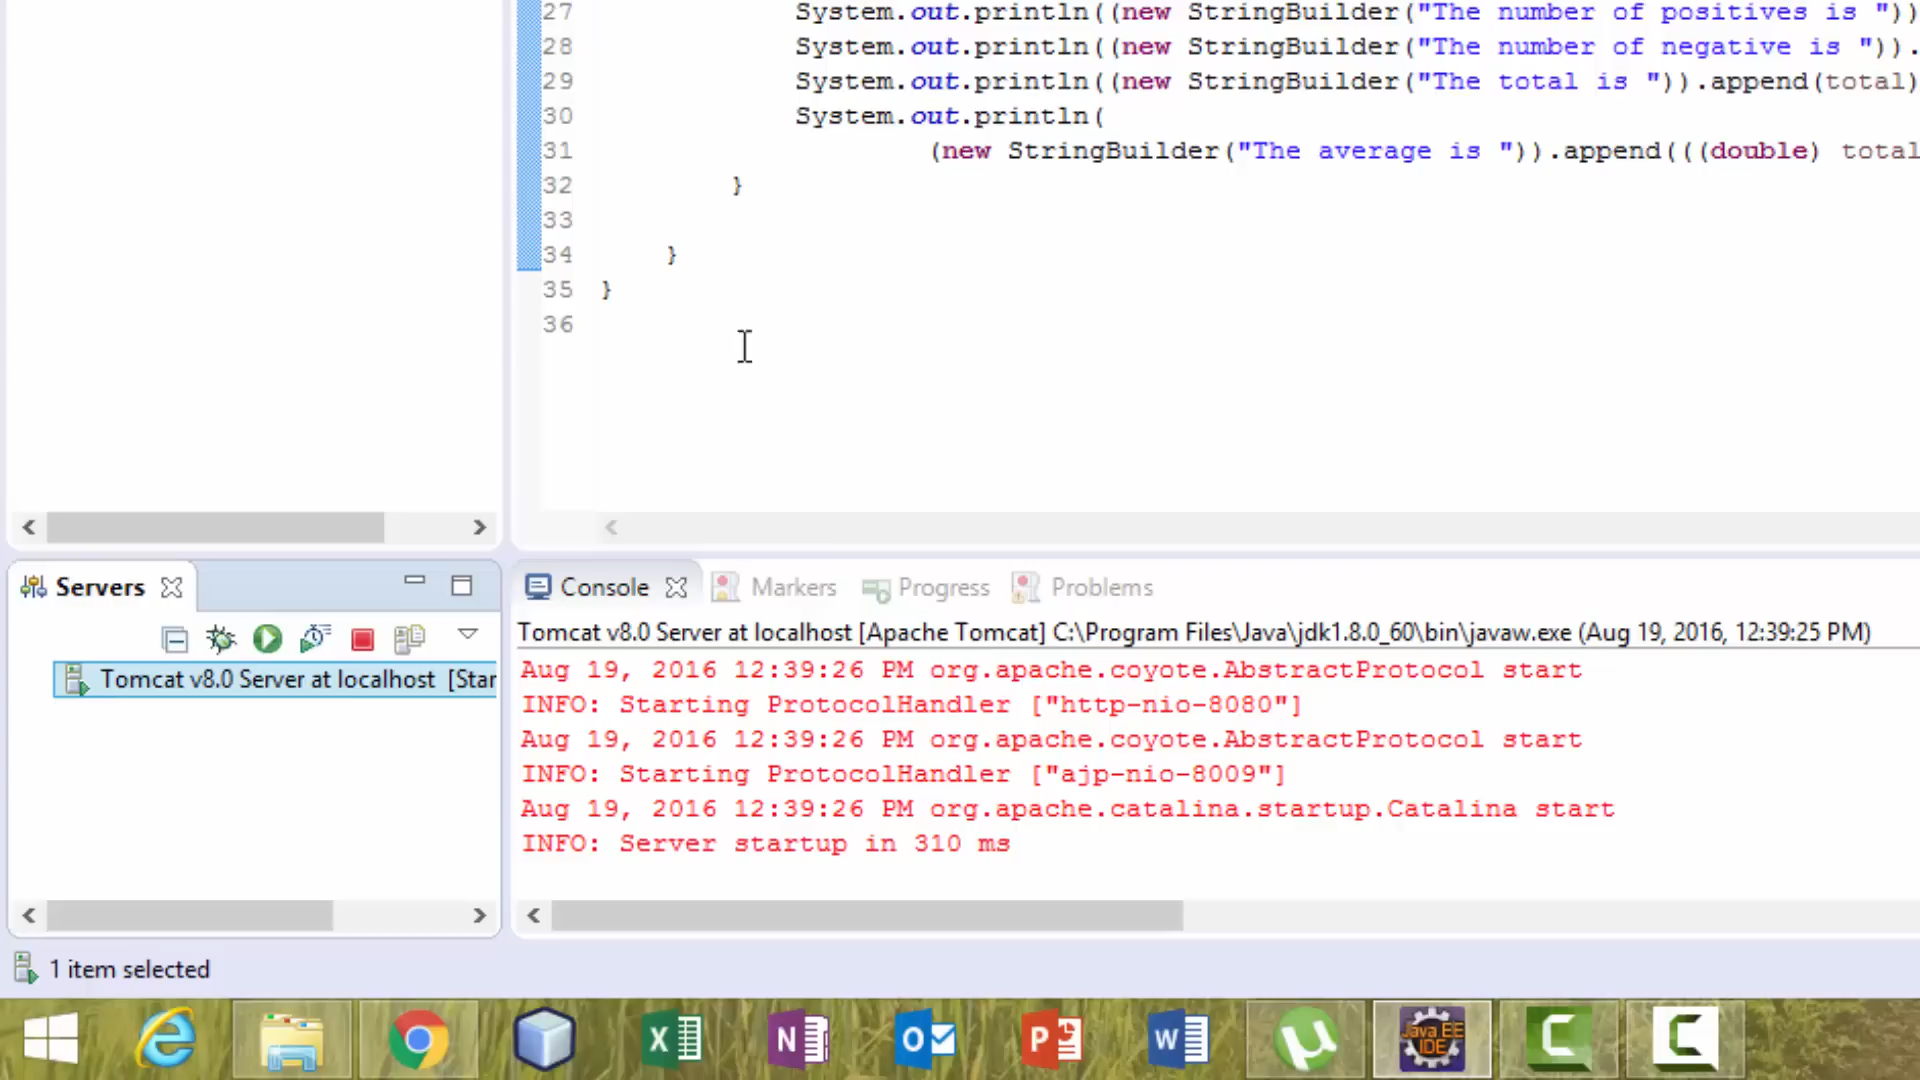 27 System.out.println((new StringBuilder("The number of positives is "))
28 System.out.println((new StringBuilder("The number of negative is ")).
29 System.out.println((new StringBuilder("The total is ")).append(total)
30 System.out.println(
31 (new StringBuilder("The average is ")).append(((double) total
32 }
33
34 }
35 }
36
Servers
Tomcat v8.0 Server at localhost [Star
Console Markers Progress Problems
Tomcat v8.0 Server at localhost [Apache Tomcat] C:\Program Files\Java\jdk1.8.0_60\bin\javaw.exe (Aug 19, 2016, 12:39:25 PM)
Aug 19, 2016 12:39:26 PM org.apache.coyote.AbstractProtocol start
INFO: Starting ProtocolHandler ["http-nio-8080"]
Aug 19, 2016 12:39:26 PM org.apache.coyote.AbstractProtocol start
INFO: Starting ProtocolHandler ["ajp-nio-8009"]
Aug 19, 2016 12:39:26 PM org.apache.catalina.startup.Catalina start
INFO: Server startup in 310 ms
1 item selected
Java EE
IDE